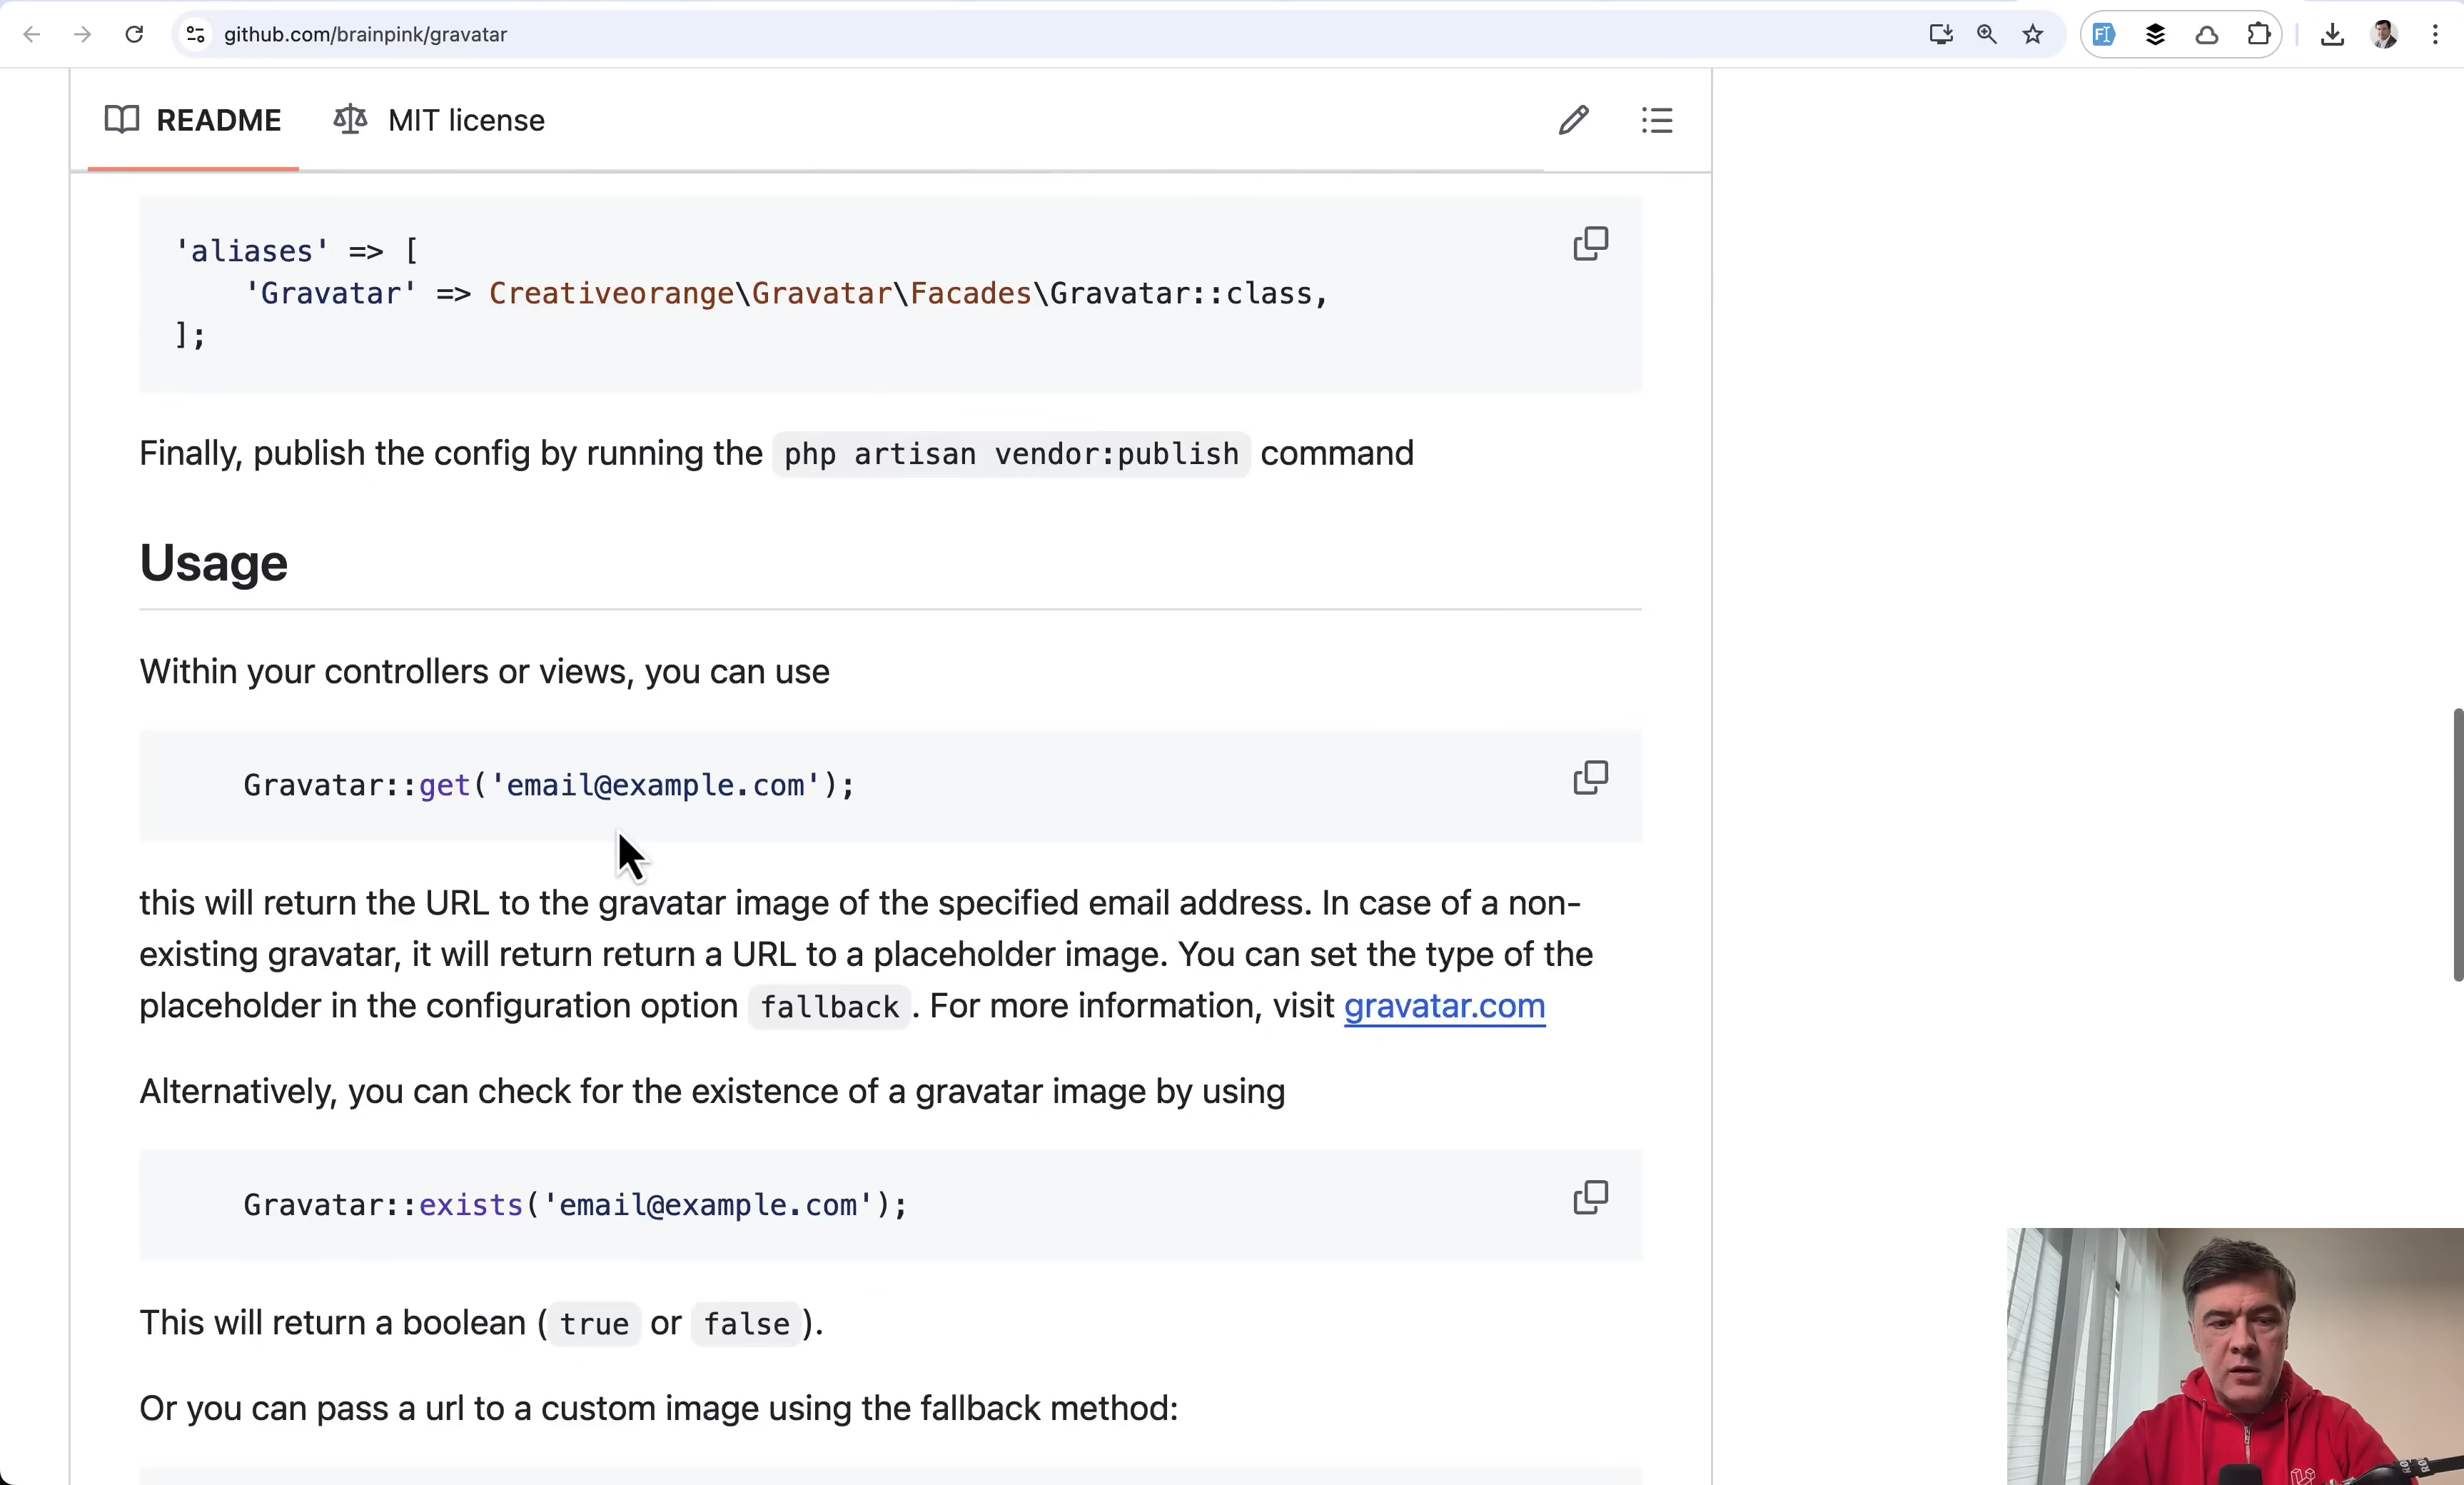 github.com/brainpink/gravatar
README
MIT license
'aliases' => [
'Gravatar' => Creativeorange\Gravatar\Facades\Gravatar::class,
];
Finally, publish the config by running the php artisan vendor:publish command
Usage
Within your controllers or views, you can use
Gravatar::get('email@example.com');
this will return the URL to the gravatar image of the specified email address. In case of a non-
existing gravatar, it will return return a URL to a placeholder image. You can set the type of the
placeholder in the configuration option fallback. For more information, visit gravatar.com
Alternatively, you can check for the existence of a gravatar image by using
Gravatar::exists('email@example.com');
This will return a boolean (true or false).
Or you can pass a url to a custom image using the fallback method: